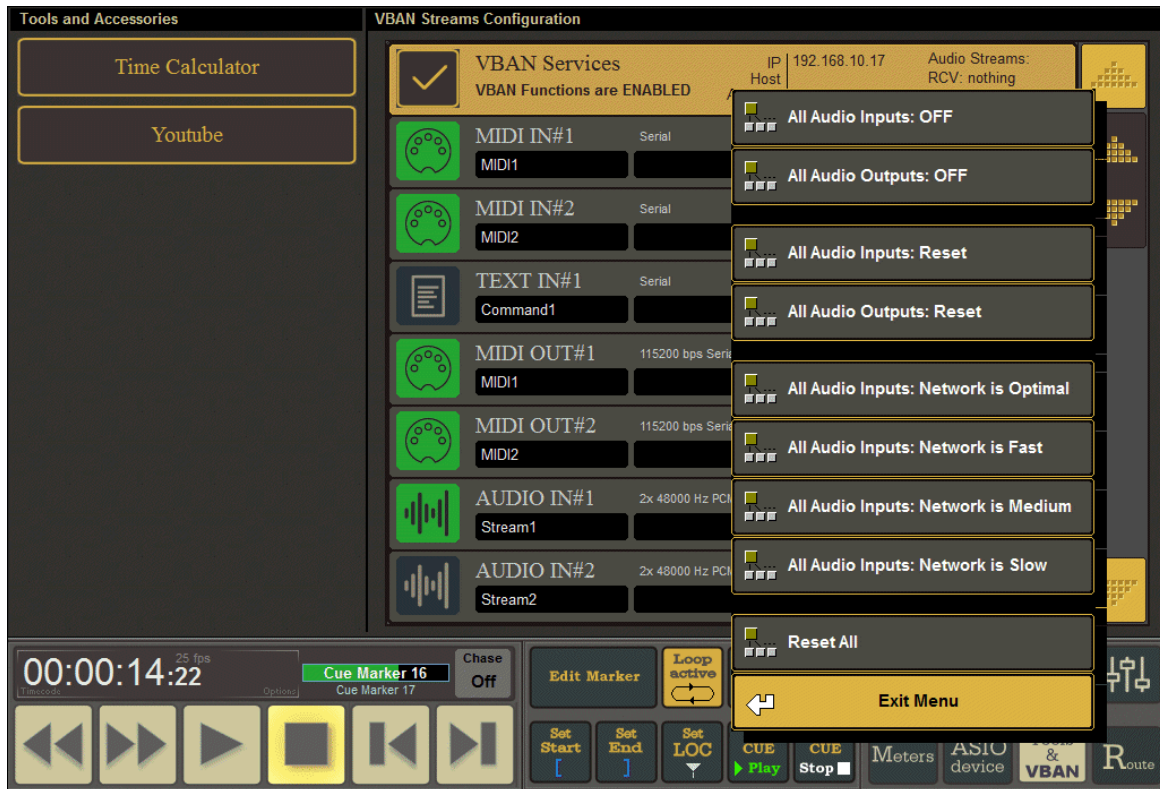 Tools and Accessories
VBAN Streams Configuration
Time Calculator
Youtube
VBAN Services
VBAN Functions are ENABLED
IP
Host
192.168.10.17
Audio Streams:
RCV: nothing
MIDI IN#1
Serial
MIDI1
MIDI IN#2
Serial
MIDI2
TEXT IN#1
Serial
Command1
MIDI OUT#1
115200 bps
MIDI1
MIDI OUT#2
115200 bps
MIDI2
AUDIO IN#1
2x 48000 Hz
Stream1
AUDIO IN#2
2x 48000 Hz
Stream2
All Audio Inputs: OFF
All Audio Outputs: OFF
All Audio Inputs: Reset
All Audio Outputs: Reset
All Audio Inputs: Network is Optimal
All Audio Inputs: Network is Fast
All Audio Inputs: Network is Medium
All Audio Inputs: Network is Slow
Reset All
Exit Menu
00:00:14:22
25 fps
Timecode
Options
Cue Marker 16
Cue Marker 17
Chase
Off
Edit Marker
Loop
active
Set
Start
[
Set
End
]
Set
LOC
CUE
Play
CUE
Stop
Meters
ASIO
device
&
VBAN
Route